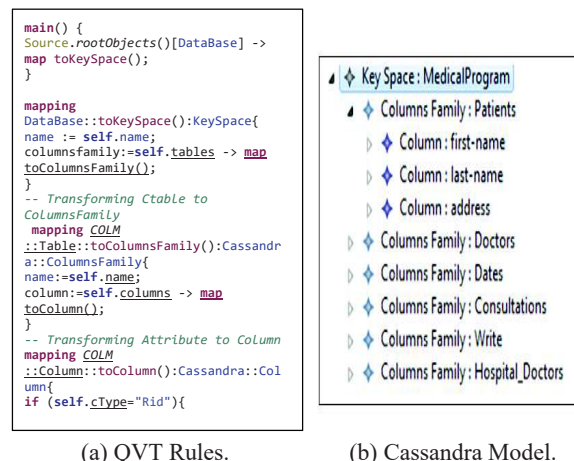 main() {
Source.rootObjects()[DataBase] ->
map toKeySpace();
}
mapping
DataBase::toKeySpace():KeySpace{
name := self.name;
columnsfamily:=self.tables -> map
toColumnsFamily();
}
-- Transforming Ctable to
ColumnsFamily
mapping COLM
::Table::toColumnsFamily():Cassandr
a::ColumnsFamily{
name:=self.name;
column:=self.columns -> map
toColumn();
}
-- Transforming Attribute to Column
mapping COLM
::Column::toColumn():Cassandra::Col
umn{
if (self.cType="Rid"){
(a) QVT Rules.
Key Space : MedicalProgram
Columns Family : Patients
Column : first-name
Column : last-name
Column : address
Columns Family : Doctors
Columns Family : Dates
Columns Family : Consultations
Columns Family : Write
Columns Family : Hospital_Doctors
(b) Cassandra Model.